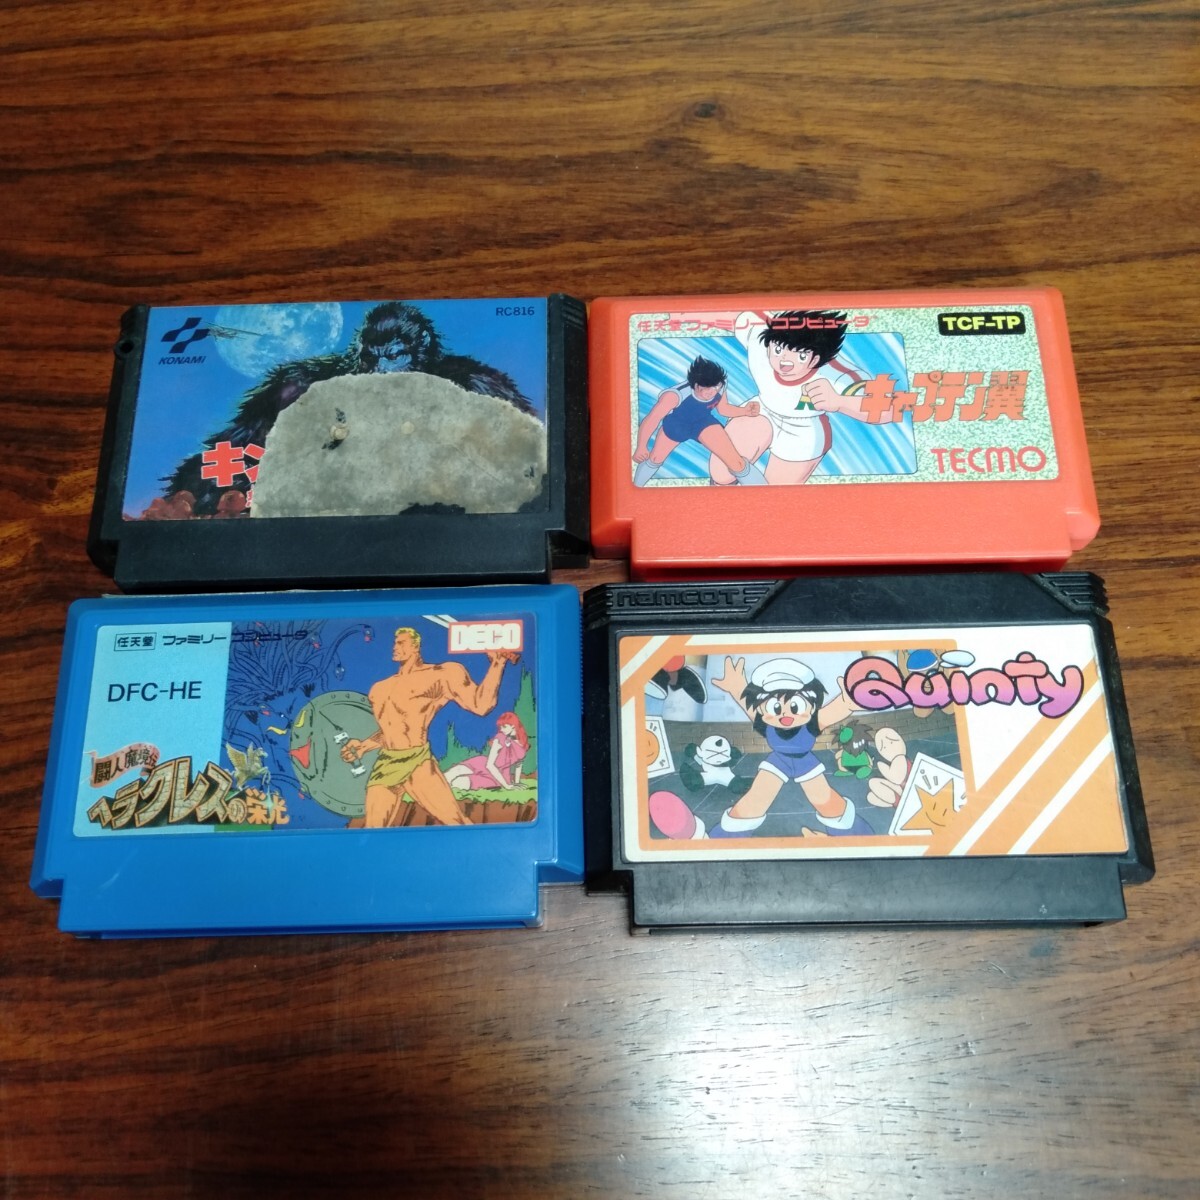 KONAMI
RC816
キン
任天堂ファミリーコンピュータ
TCF-TP
キャプテン翼
TECMO
任天堂 ファミリーコンピュータ
DECO
DFC-HE
闘人魔境伝
ヘラクレスの栄光
namcot
Quinty